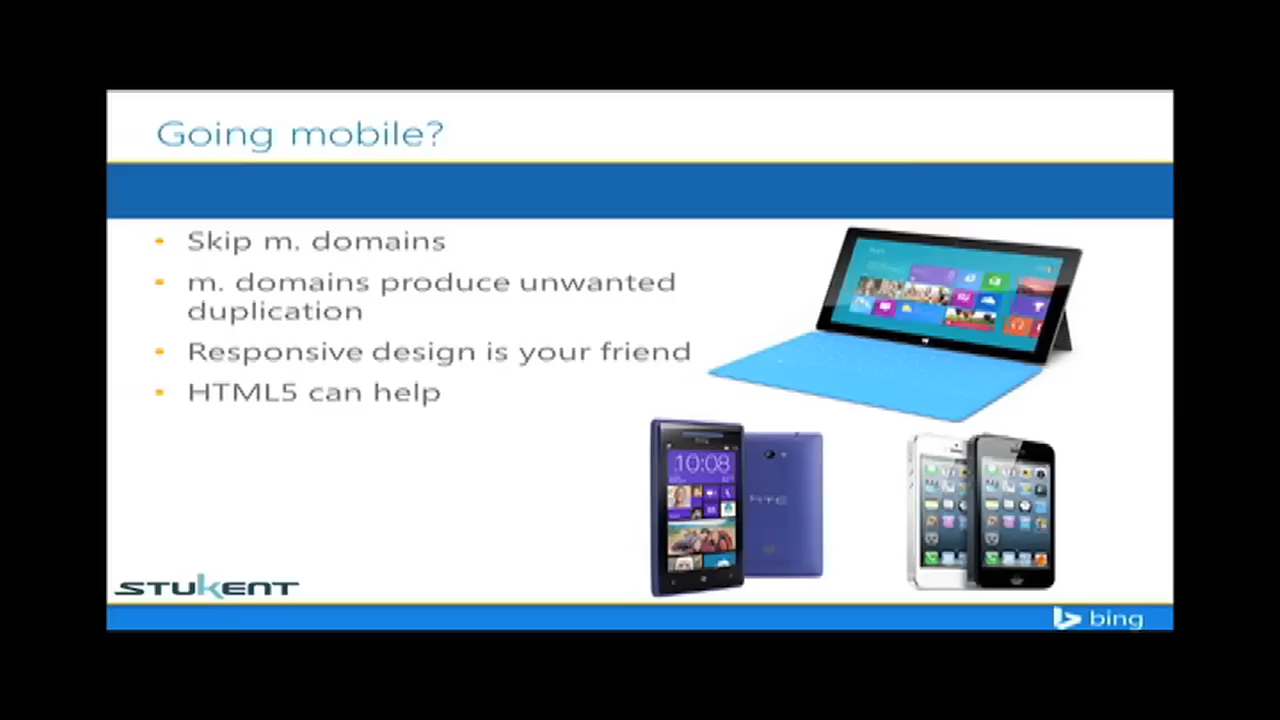 Going mobile?
• Skip m. domains
• m. domains produce unwanted
duplication
• Responsive design is your friend
• HTML5 can help
10:08
hTC
STUKENT
bing